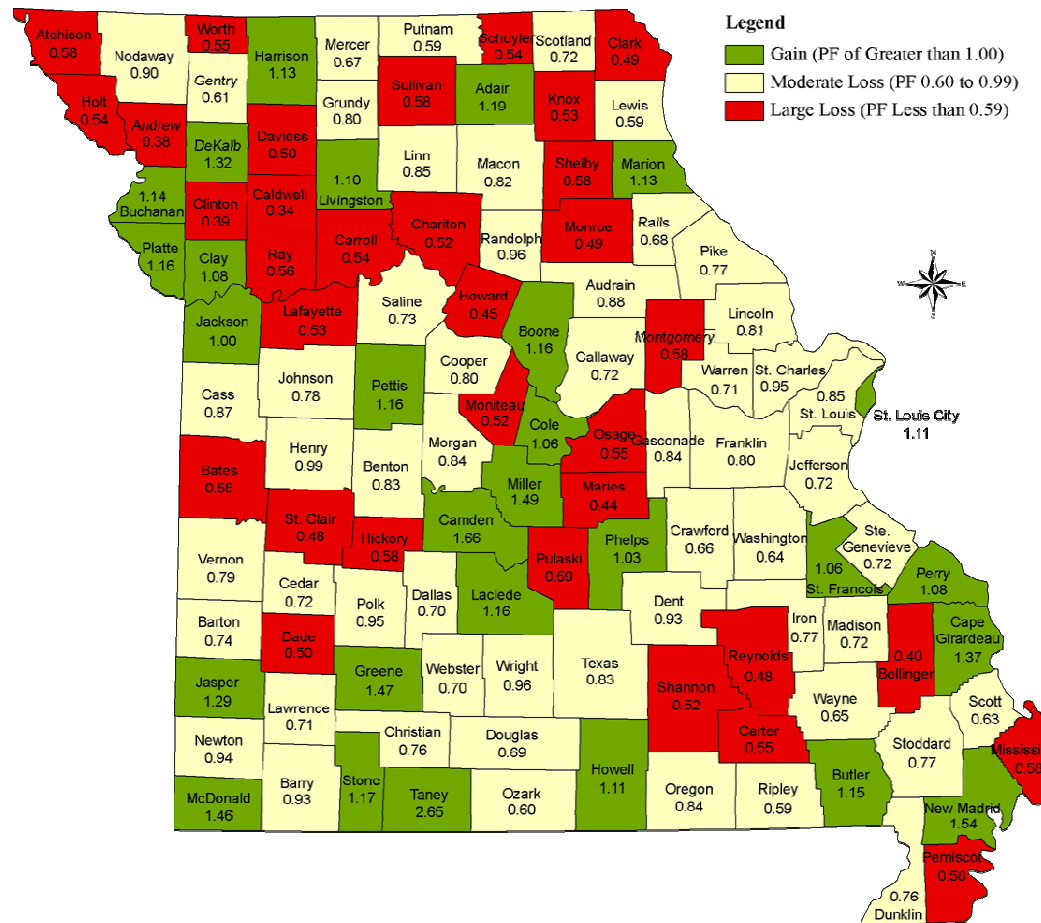 Legend
Gain (PF of Greater than 1.00)
Moderate Loss (PF 0.60 to 0.99)
Large Loss (PF Less than 0.59)
N
W
E
S
Atchison
0.58
Nodaway
0.90
Worth
0.55
Harrison
1.13
Mercer
0.67
Putnam
0.59
Schuyler
0.54
Scotland
0.72
Clark
0.49
Gentry
0.61
Holt
0.54
Andrew
0.38
DeKalb
1.32
Daviess
0.50
Grundy
0.80
Sullivan
0.58
Adair
1.19
Knox
0.53
Lewis
0.59
1.14
Buchanan
Clinton
0.39
Caldwell
0.34
1.10
Livingston
Linn
0.85
Macon
0.82
Shelby
0.58
Marion
1.13
Platte
1.16
Clay
1.08
Ray
0.56
Carroll
0.54
Chariton
0.52
Randolph
0.96
Monroe
0.49
Ralls
0.68
Pike
0.77
Jackson
1.00
Lafayette
0.53
Saline
0.73
Howard
0.45
Boone
1.16
Audrain
0.88
Callaway
0.72
Montgomery
0.58
Lincoln
0.81
Warren
0.71
St. Charles
0.95
0.85
St. Louis
St. Louis City
1.11
Cass
0.87
Johnson
0.78
Pettis
1.16
Cooper
0.80
Moniteau
0.52
Cole
1.06
Osage
0.55
Gasconade
0.84
Franklin
0.80
Jefferson
0.72
Bates
0.55
Henry
0.99
Benton
0.83
Morgan
0.84
Miller
1.49
Maries
0.44
St. Clair
0.48
Hickory
0.58
Camden
1.66
Pulaski
0.59
Phelps
1.03
Crawford
0.66
Washington
0.64
1.06
St. Francois
Ste.
Genevieve
0.72
Perry
1.08
Vernon
0.79
Cedar
0.72
Polk
0.95
Dallas
0.70
Laclede
1.16
Dent
0.93
Iron
0.77
Madison
0.72
0.40
Bollinger
Cape
Girardeau
1.37
Barton
0.74
Dade
0.50
Greene
1.47
Webster
0.70
Wright
0.96
Texas
0.83
Shannon
0.52
Reynolds
0.48
Wayne
0.65
Scott
0.63
Jasper
1.29
Lawrence
0.71
Christian
0.76
Douglas
0.69
Howell
1.11
Carter
0.55
Stoddard
0.77
Mississi
0.56
Newton
0.94
Barry
0.93
Stone
1.17
Taney
2.65
Ozark
0.60
Oregon
0.84
Ripley
0.59
Butler
1.15
New Madrid
1.54
McDonald
1.46
Pemiscot
0.58
0.76
Dunklin